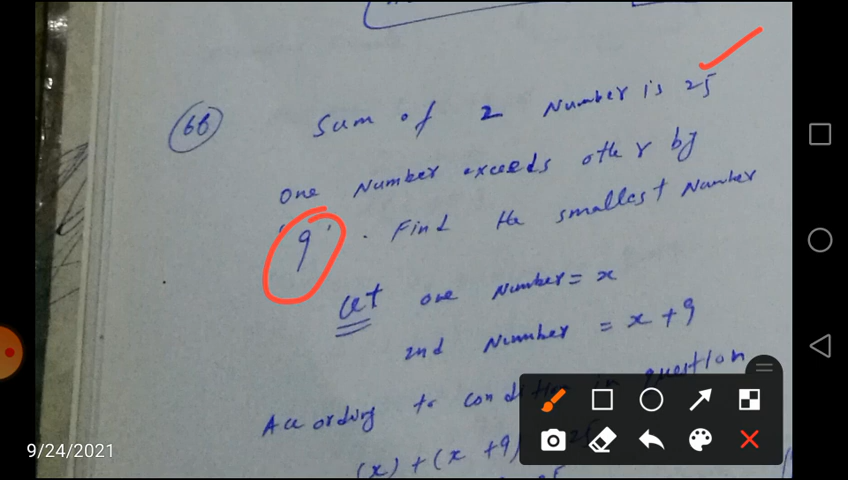 66
Sum of 2 Number is 25
one Number exceeds other by
'9'. Find the smallest Number
Let one Number = x
2nd Number = x + 9
According to condition in question
(x) + (x + 9)
9/24/2021